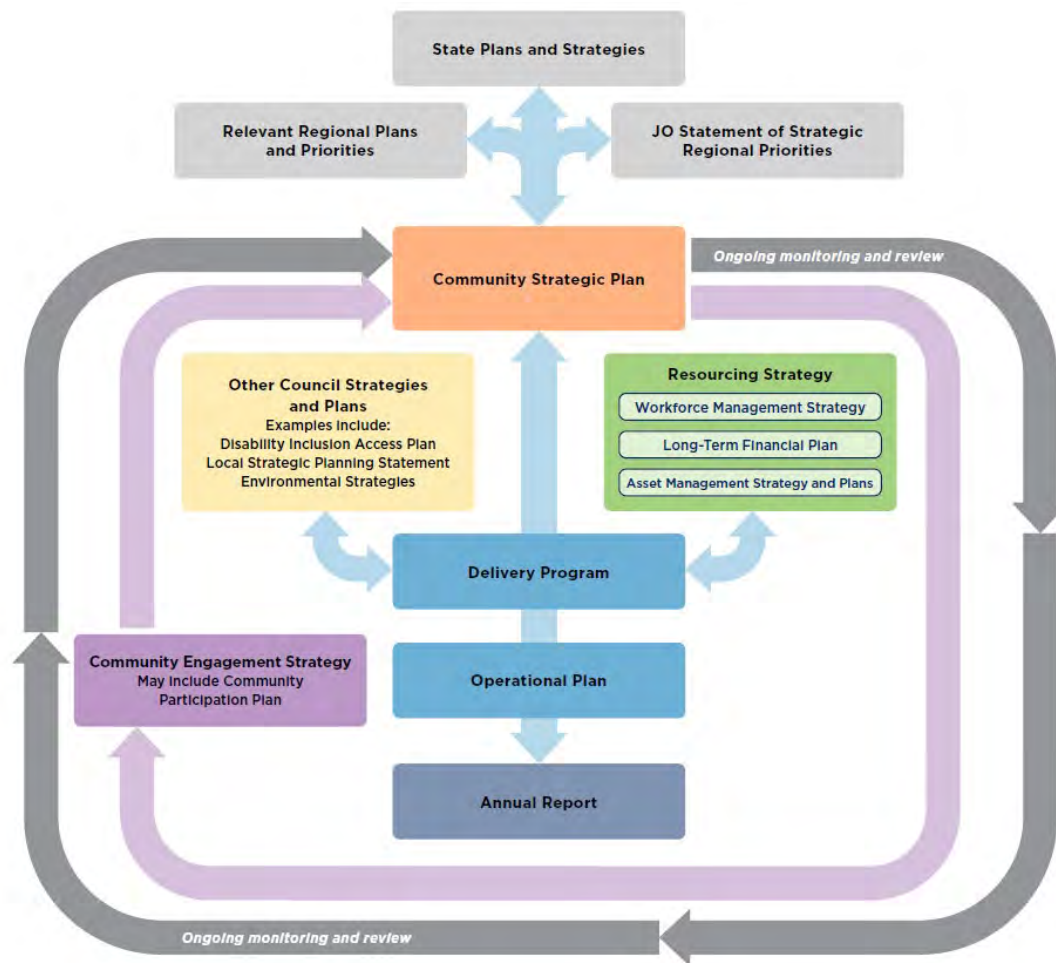 State Plans and Strategies
Relevant Regional Plans
and Priorities
JO Statement of Strategic
Regional Priorities
Community Strategic Plan
Ongoing monitoring and review
Other Council Strategies
and Plans
Examples include:
Disability Inclusion Access Plan
Local Strategic Planning Statement
Environmental Strategies
Resourcing Strategy
Workforce Management Strategy
Long-Term Financial Plan
Asset Management Strategy and Plans
Delivery Program
Community Engagement Strategy
May include Community
Participation Plan
Operational Plan
Annual Report
Ongoing monitoring and review